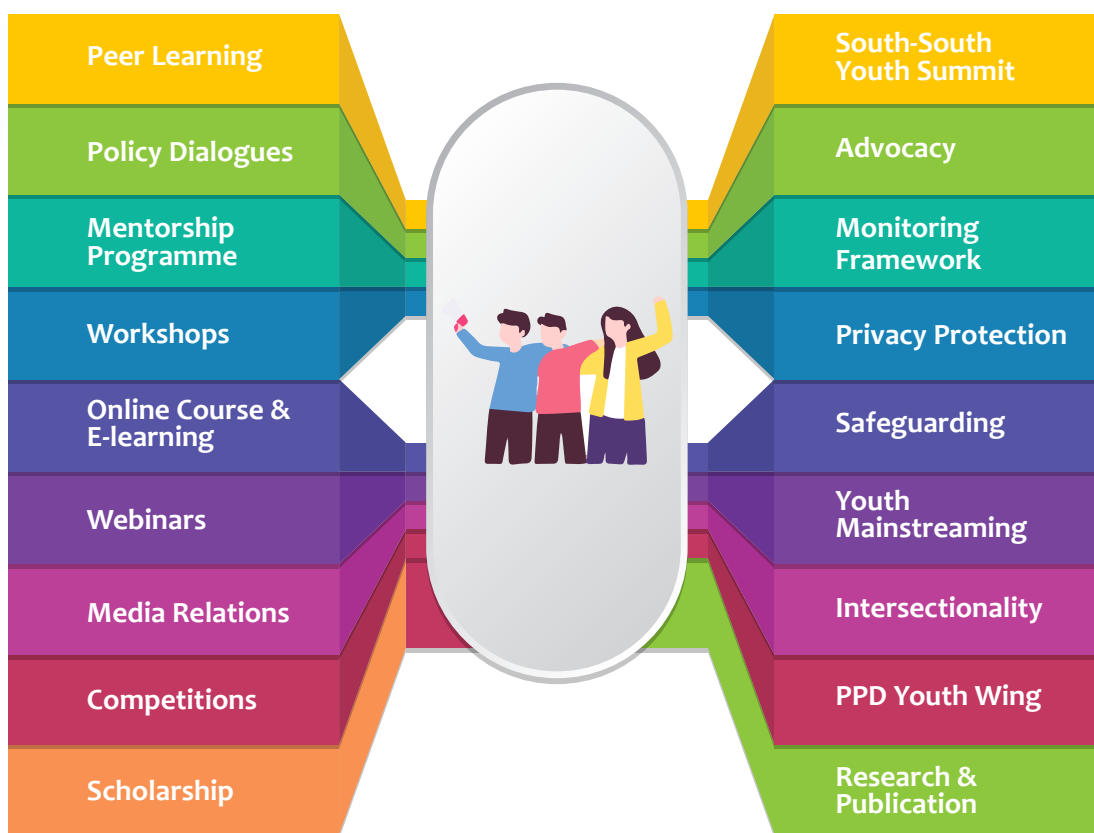 Peer Learning
Policy Dialogues
Mentorship
Programme
Workshops
Online Course &
E-learning
Webinars
Media Relations
Competitions
Scholarship
South-South
Youth Summit
Advocacy
Monitoring
Framework
Privacy Protection
Safeguarding
Youth
Mainstreaming
Intersectionality
PPD Youth Wing
Research &
Publication